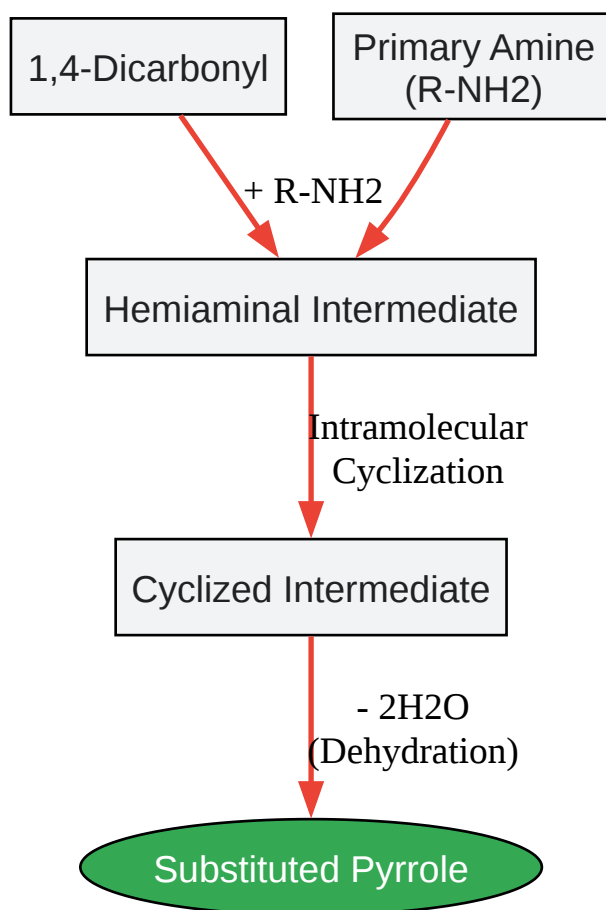 1,4-Dicarbonyl
Primary Amine
(R-NH2)
+ R-NH2
Hemiaminal Intermediate
Intramolecular
Cyclization
Cyclized Intermediate
- 2H2O
(Dehydration)
Substituted Pyrrole